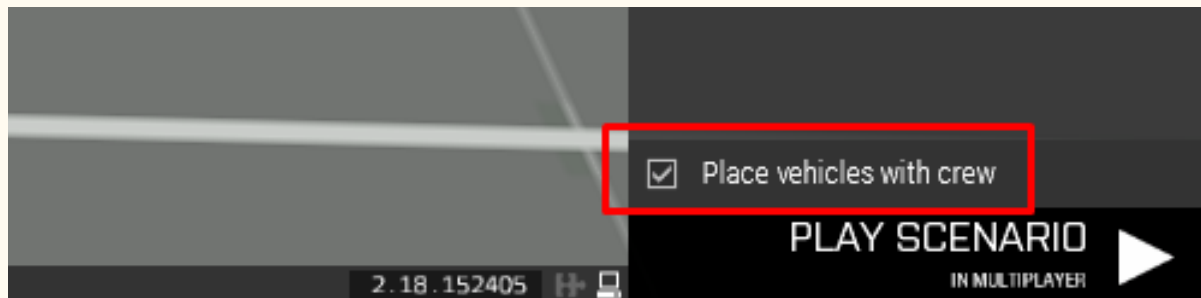 Place vehicles with crew
PLAY SCENARIO
IN MULTIPLAYER
2.18.152405